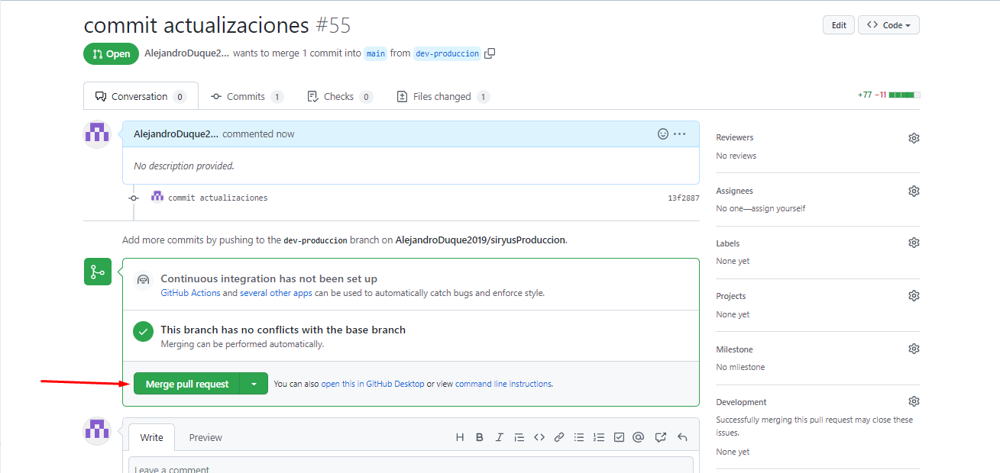 commit actualizaciones #55
Edit
Code
Open
AlejandroDuque2... wants to merge 1 commit into main from dev-produccion
Conversation 0
Commits 1
Checks 0
Files changed 1
+77 −11
AlejandroDuque2... commented now
No description provided.
commit actualizaciones
13f2887
Add more commits by pushing to the dev-produccion branch on AlejandroDuque2019/siryusProduccion.
Continuous integration has not been set up
GitHub Actions and several other apps can be used to automatically catch bugs and enforce style.
This branch has no conflicts with the base branch
Merging can be performed automatically.
Merge pull request
You can also open this in GitHub Desktop or view command line instructions.
Write
Preview
Leave a comment
Reviewers
No reviews
Assignees
No one—assign yourself
Labels
None yet
Projects
None yet
Milestone
No milestone
Development
Successfully merging this pull request may close these
issues.
None yet